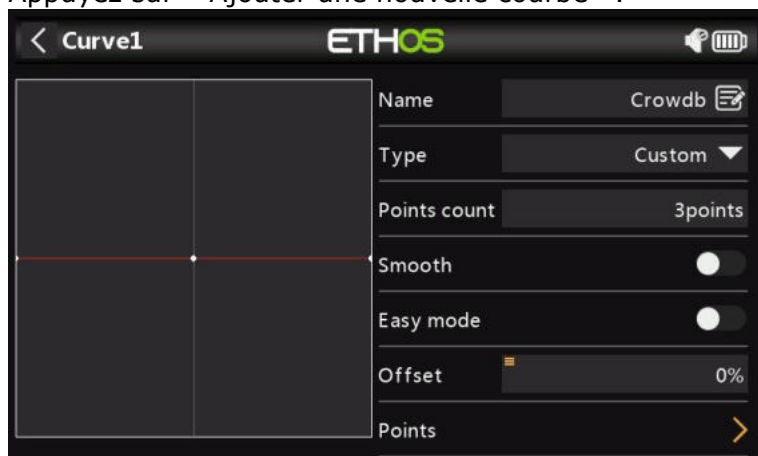 Appuyez sur « Ajouter une nouvelle courbe ».
Curve1
ETHOS
Name
Crowdb
Type
Custom
Points count
3points
Smooth
Easy mode
Offset
0%
Points